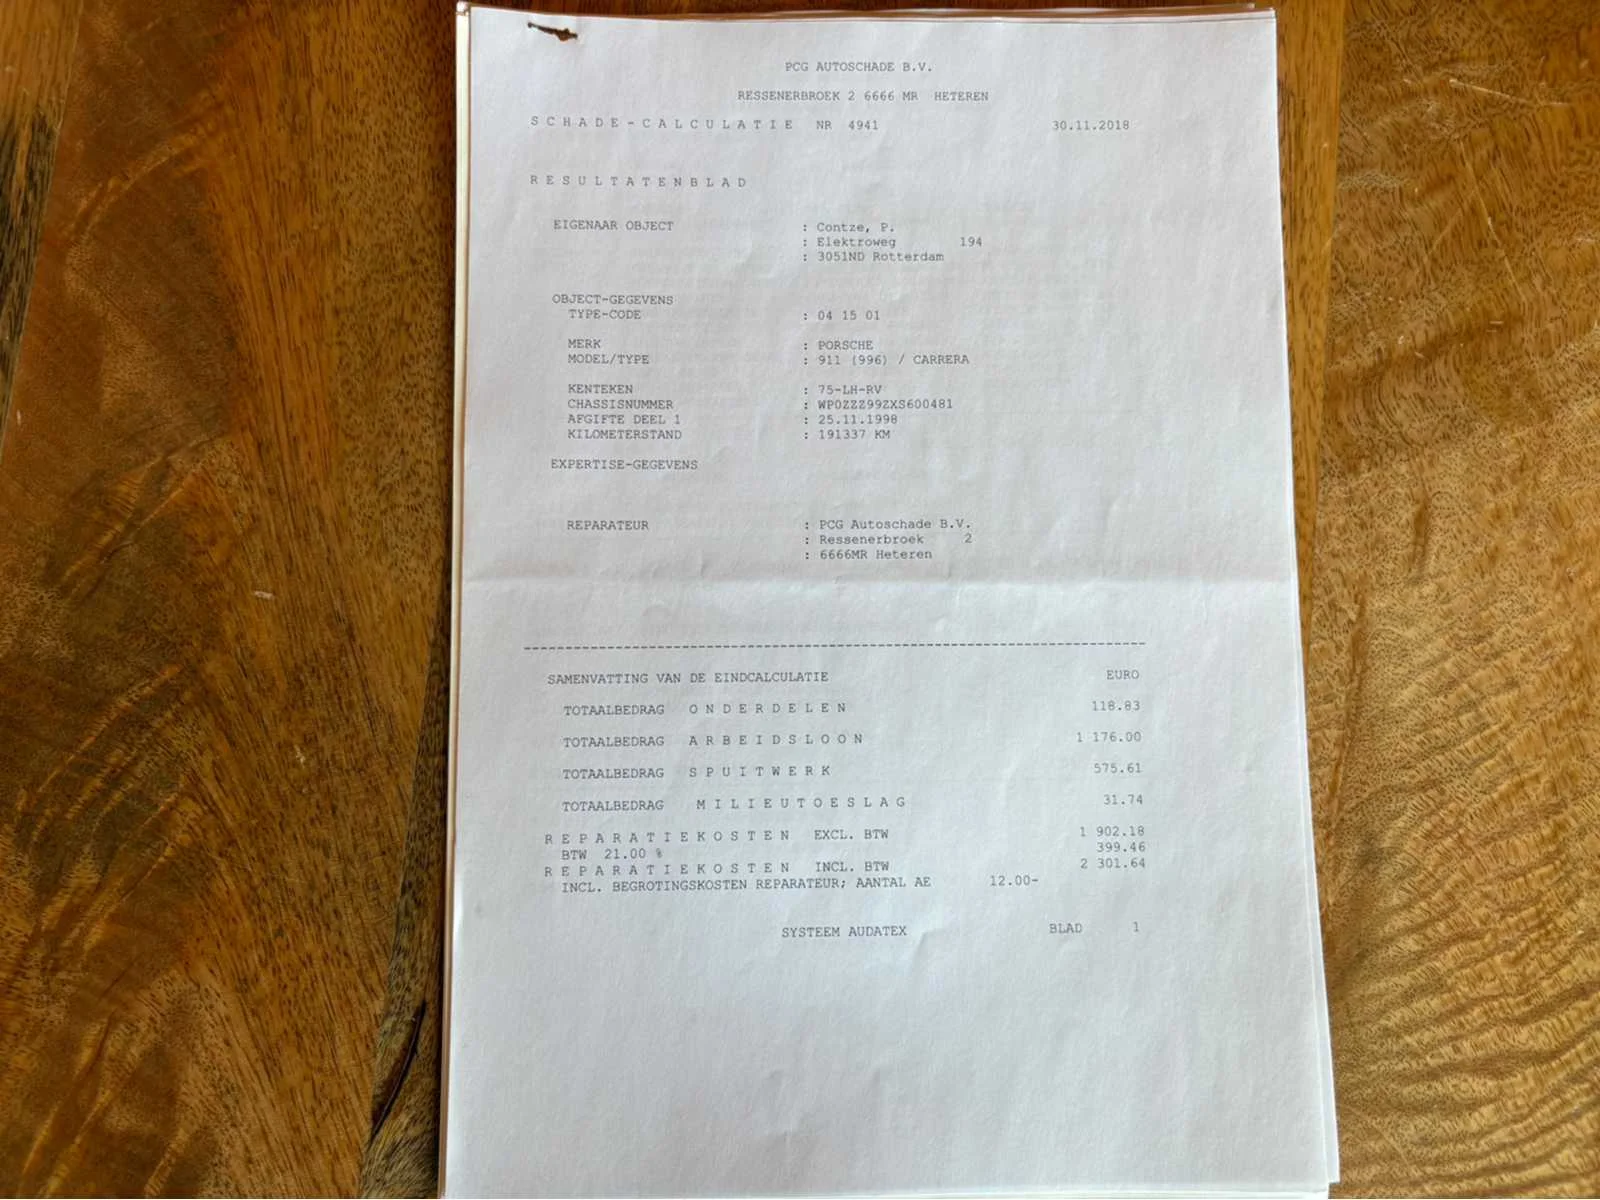 PCG AUTOSCHADE B.V.
RESSENERBROEK 2 6666 MR HETEREN
S C H A D E - C A L C U L A T I E NR 4941 30.11.2018
R E S U L T A T E N B L A D
EIGENAAR OBJECT : Contze, P.
: Elektroweg 194
: 3051ND Rotterdam
OBJECT-GEGEVENS
TYPE-CODE : 04 15 01
MERK : PORSCHE
MODEL/TYPE : 911 (996) / CARRERA
KENTEKEN : 75-LH-RV
CHASSISNUMMER : WP0ZZZ99ZXS600481
AFGIFTE DEEL 1 : 25.11.1998
KILOMETERSTAND : 191337 KM
EXPERTISE-GEGEVENS
REPARATEUR : PCG Autoschade B.V.
: Ressenerbroek 2
: 6666MR Heteren
SAMENVATTING VAN DE EINDCALCULATIE EURO
TOTAALBEDRAG O N D E R D E L E N 118.83
TOTAALBEDRAG A R B E I D S L O O N 1 176.00
TOTAALBEDRAG S P U I T W E R K 575.61
TOTAALBEDRAG M I L I E U T O E S L A G 31.74
R E P A R A T I E K O S T E N EXCL. BTW 1 902.18
BTW 21.00 % 399.46
R E P A R A T I E K O S T E N INCL. BTW 2 301.64
INCL. BEGROTINGSKOSTEN REPARATEUR; AANTAL AE 12.00-
SYSTEEM AUDATEX BLAD 1